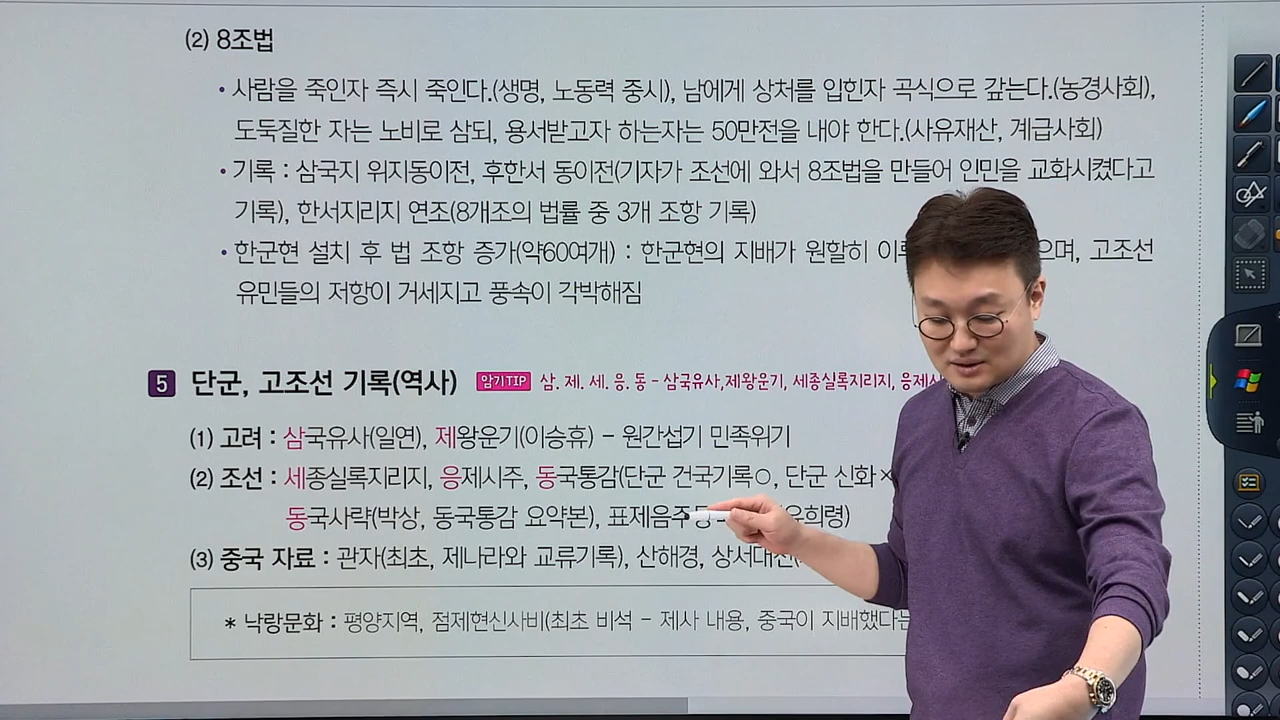 (2) 8조법
• 사람을 죽인자 즉시 죽인다.(생명, 노동력 중시), 남에게 상처를 입힌자 곡식으로 갚는다.(농경사회),
도둑질한 자는 노비로 삼되, 용서받고자 하는자는 50만전을 내야 한다.(사유재산, 계급사회)
• 기록 : 삼국지 위지동이전, 후한서 동이전(기자가 조선에 와서 8조법을 만들어 인민을 교화시켰다고
기록), 한서지리지 연조(8개조의 법률 중 3개 조항 기록)
• 한군현 설치 후 법 조항 증가(약60여개) : 한군현의 지배가 원할히 으며, 고조선
유민들의 저항이 거세지고 풍속이 각박해짐
5 단군, 고조선 기록(역사) 암기TIP 삼. 제. 세. 응. 동 - 삼국유사,제왕운기, 세종실록지리지, 응제시
(1) 고려 : 삼국유사(일연), 제왕운기(이승휴) - 원간섭기 민족위기
(2) 조선 : 세종실록지리지, 응제시주, 동국통감(단군 건국기록○, 단군 신화×
동국사략(박상, 동국통감 요약본), 표제음주 (유희령)
(3) 중국 자료 : 관자(최초, 제나라와 교류기록), 산해경, 상서대전(
* 낙랑문화 : 평양지역, 점제현신사비(최초 비석 - 제사 내용, 중국이 지배했다는